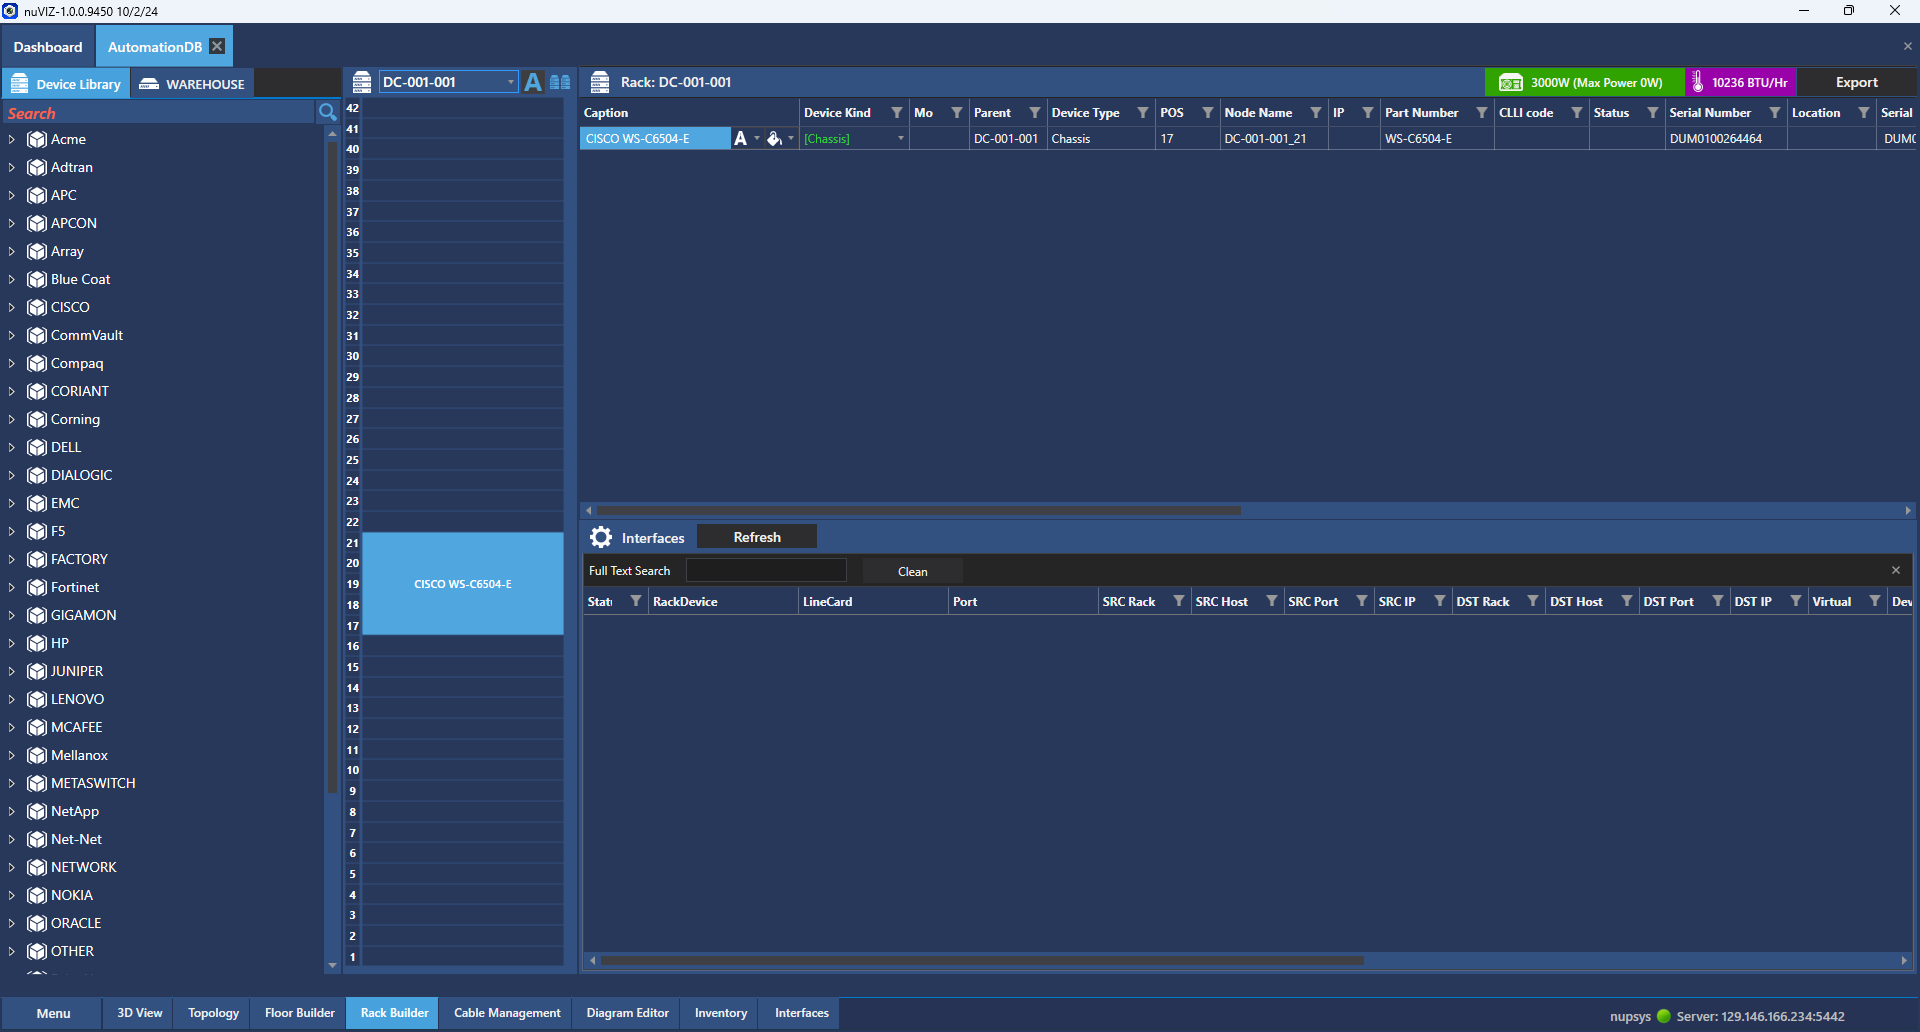 nuVIZ-1.0.0.9450 10/2/24
Dashboard
AutomationDB
Device Library
WAREHOUSE
Search
Acme
Adtran
APC
APCON
Array
Blue Coat
CISCO
CommVault
Compaq
CORIANT
Corning
DELL
DIALOGIC
EMC
F5
FACTORY
Fortinet
GIGAMON
HP
JUNIPER
LENOVO
MCAFEE
Mellanox
METASWITCH
NetApp
Net-Net
NETWORK
NOKIA
ORACLE
OTHER
DC-001-001
A
42
41
40
39
38
37
36
35
34
33
32
31
30
29
28
27
26
25
24
23
22
21
20
19
18
17
16
15
14
13
12
11
10
9
8
7
6
5
4
3
2
1
CISCO WS-C6504-E
Rack: DC-001-001
3000W (Max Power 0W)
10236 BTU/Hr
Export
Caption Device Kind Mo Parent Device Type POS Node Name IP Part Number CLLI code Status Serial Number Location Serial
CISCO WS-C6504-E A [Chassis] DC-001-001 Chassis 17 DC-001-001_21 WS-C6504-E DUM0100264464 DUM0
Interfaces
Refresh
Full Text Search
Clean
Stat RackDevice LineCard Port SRC Rack SRC Host SRC Port SRC IP DST Rack DST Host DST Port DST IP Virtual Dev
Menu
3D View
Topology
Floor Builder
Rack Builder
Cable Management
Diagram Editor
Inventory
Interfaces
nupsys
Server: 129.146.166.234:5442